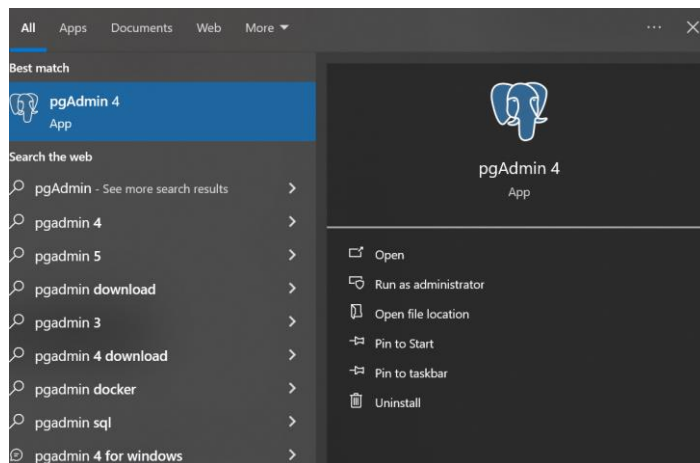 All Apps Documents Web More
Best match
pgAdmin 4
App
Search the web
pgAdmin - See more search results
pgadmin 4
pgadmin 5
pgadmin download
pgadmin 3
pgadmin 4 download
pgadmin docker
pgadmin sql
pgadmin 4 for windows
pgAdmin 4
App
Open
Run as administrator
Open file location
Pin to Start
Pin to taskbar
Uninstall